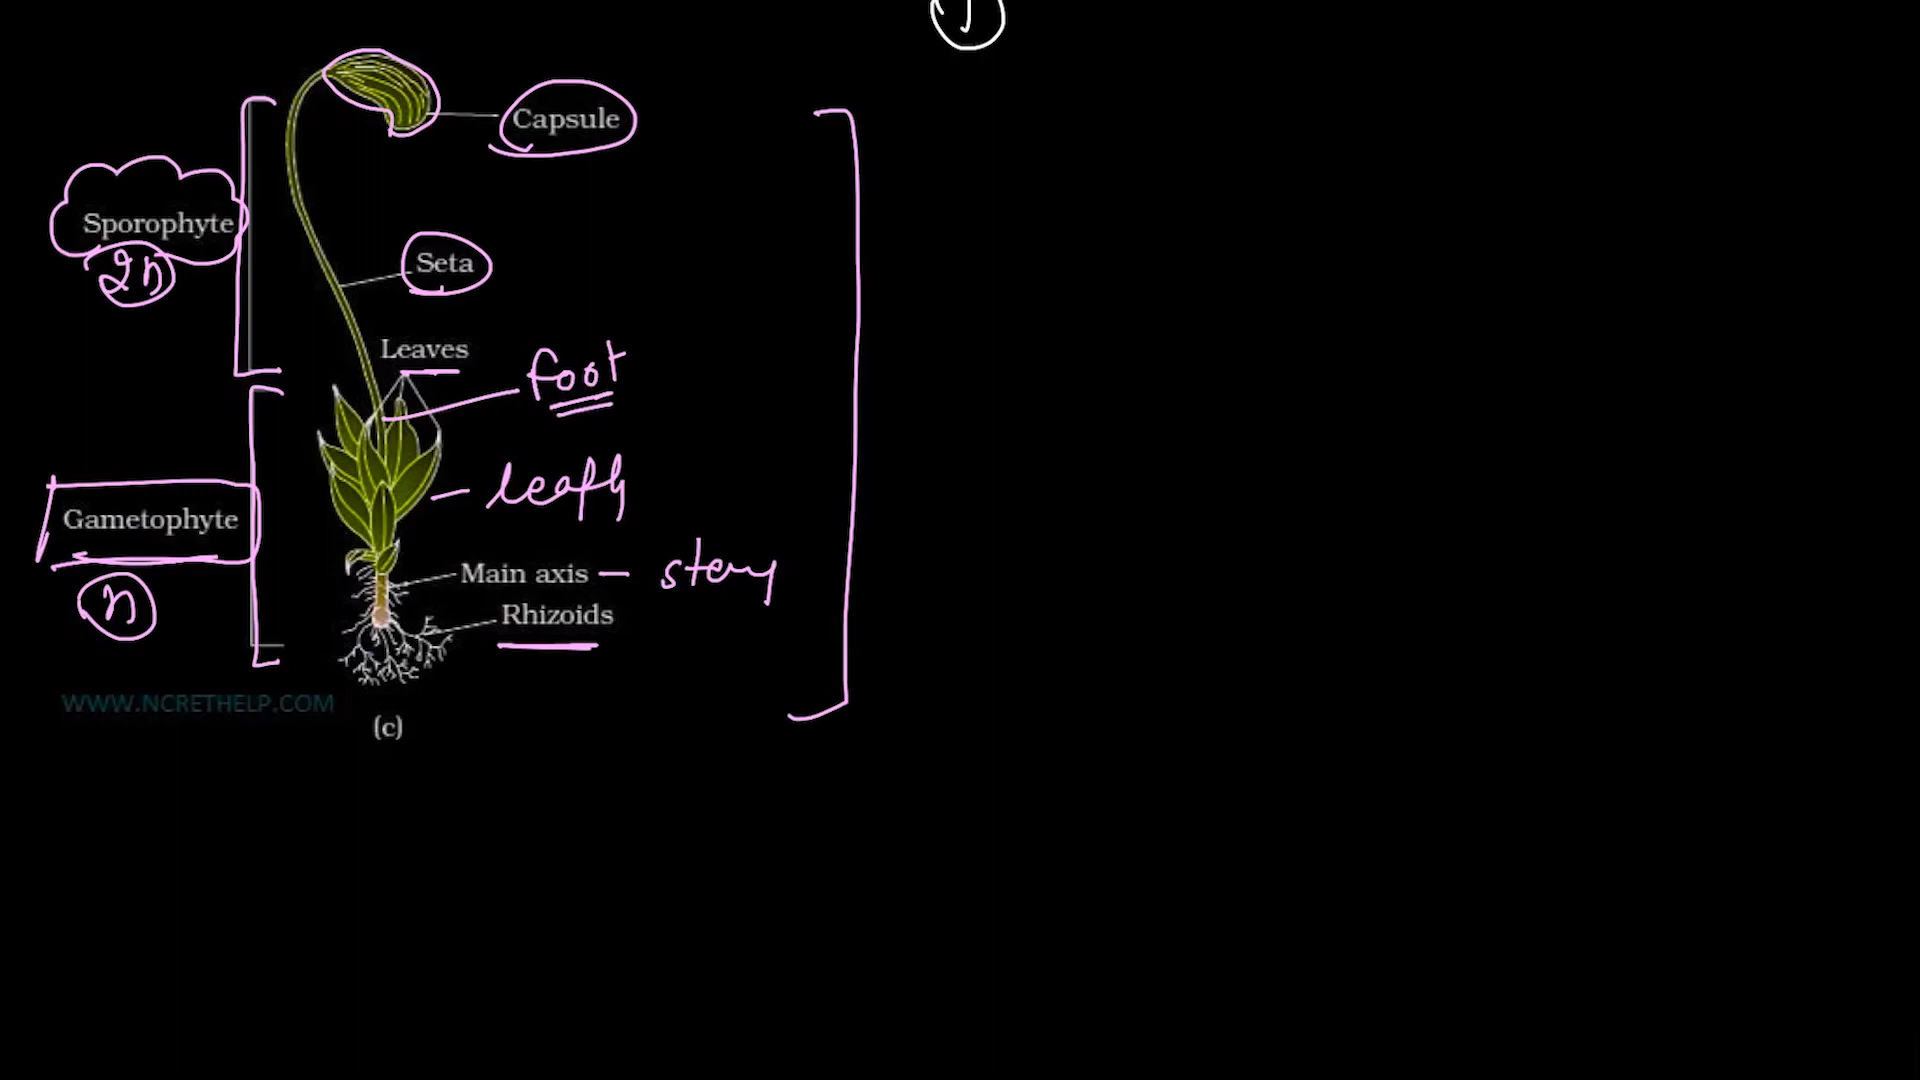 Capsule
Sporophyte
2n
Seta
Leaves
foot
leafy
Gametophyte
Main axis — stem
n
Rhizoids
WWW.NCRETHELP.COM
(c)